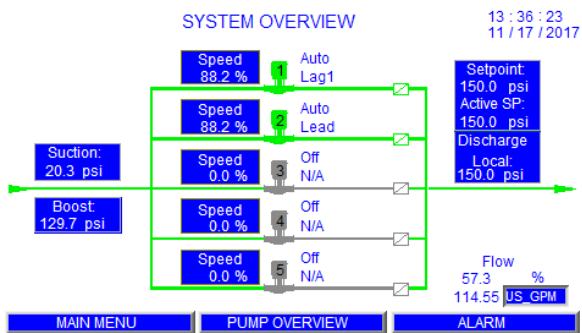 SYSTEM OVERVIEW
13 : 36 : 23
11 / 17 / 2017
Speed
88.2 %
1
Auto
Lag1
Setpoint:
150.0 psi
Active SP:
150.0 psi
Speed
88.2 %
2
Auto
Lead
Discharge
Local:
150.0 psi
Suction:
20.3 psi
Speed
0.0 %
3
Off
N/A
Boost:
129.7 psi
Speed
0.0 %
4
Off
N/A
Speed
0.0 %
5
Off
N/A
Flow
57.3 %
114.55 US_GPM
MAIN MENU
PUMP OVERVIEW
ALARM